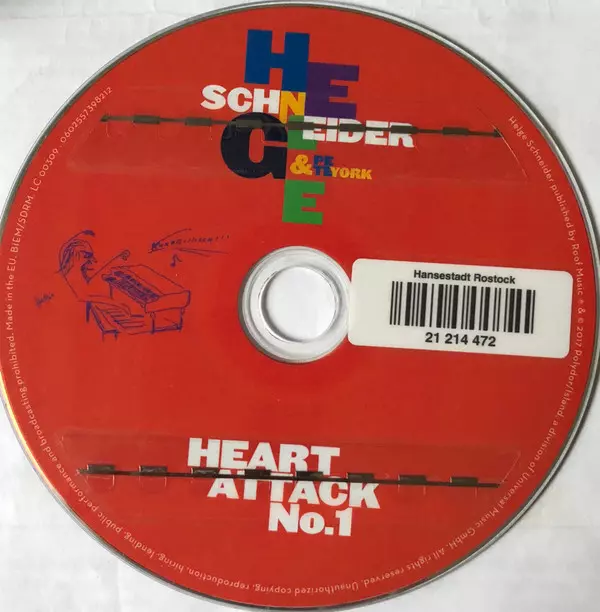 HELGE
SCHNEIDER
& PETE YORK
Hansestadt Rostock
21 214 472
HEART
ATTACK
No.1
Helge Schneider published by Roof Music ℗ & © 2017 Polydor/Island, a division of Universal Music GmbH. All rights reserved. Unauthorized copying, reproduction, hiring, lending, public performance and broadcasting prohibited. Made in the EU. BIEM/SDRM. LC 00309. 0602557398212